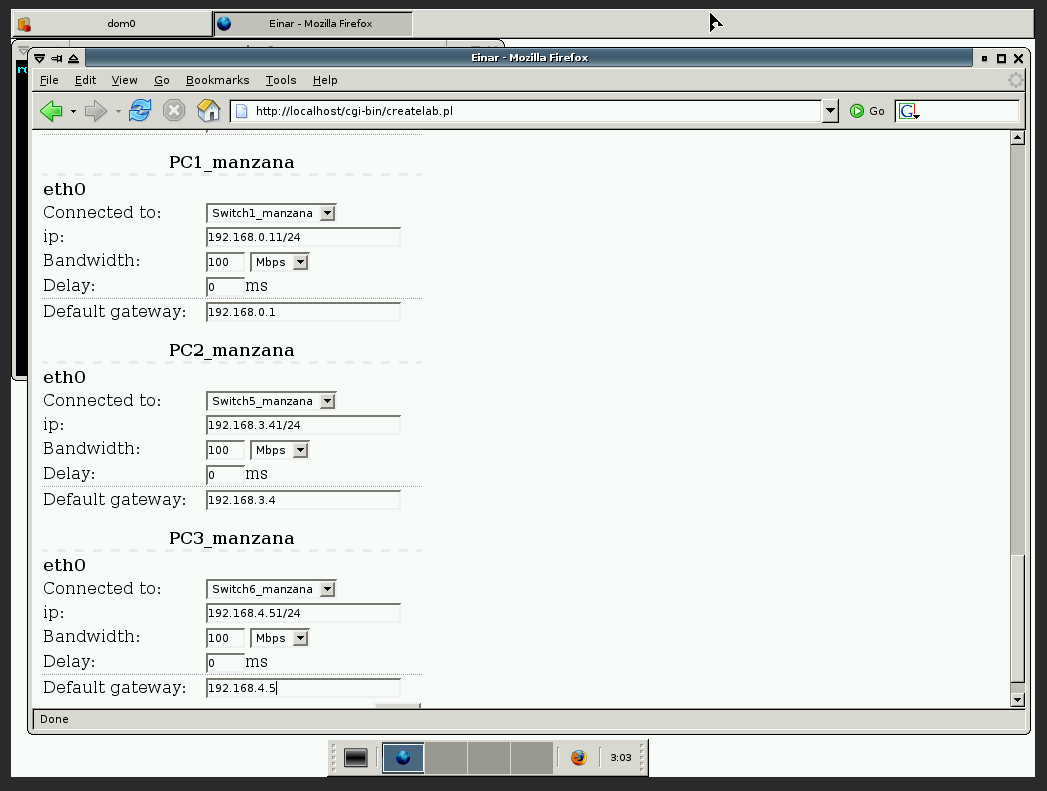 dom0
Einar - Mozilla Firefox
Einar - Mozilla Firefox
File Edit View Go Bookmarks Tools Help
http://localhost/cgi-bin/createlab.pl Go G
PC1_manzana
eth0
Connected to: Switch1_manzana
ip: 192.168.0.11/24
Bandwidth: 100 Mbps
Delay: 0 ms
Default gateway: 192.168.0.1
PC2_manzana
eth0
Connected to: Switch5_manzana
ip: 192.168.3.41/24
Bandwidth: 100 Mbps
Delay: 0 ms
Default gateway: 192.168.3.4
PC3_manzana
eth0
Connected to: Switch6_manzana
ip: 192.168.4.51/24
Bandwidth: 100 Mbps
Delay: 0 ms
Default gateway: 192.168.4.5
Done
3:03